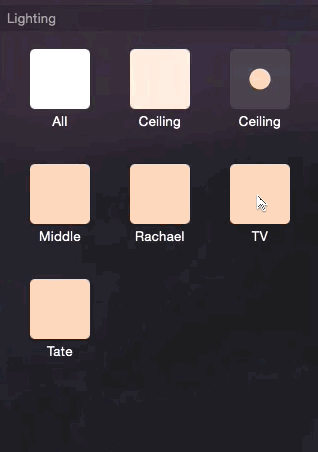 Lighting
All
Ceiling
Ceiling
Middle
Rachael
TV
Tate